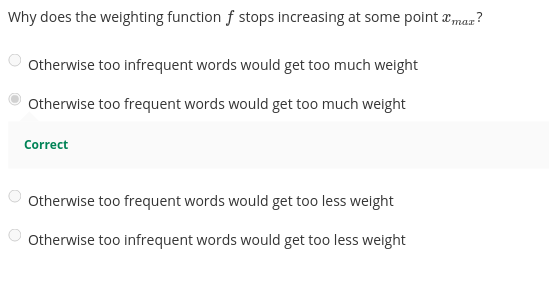 Why does the weighting function f stops increasing at some point xmax?
Otherwise too infrequent words would get too much weight
Otherwise too frequent words would get too much weight
Correct
Otherwise too frequent words would get too less weight
Otherwise too infrequent words would get too less weight